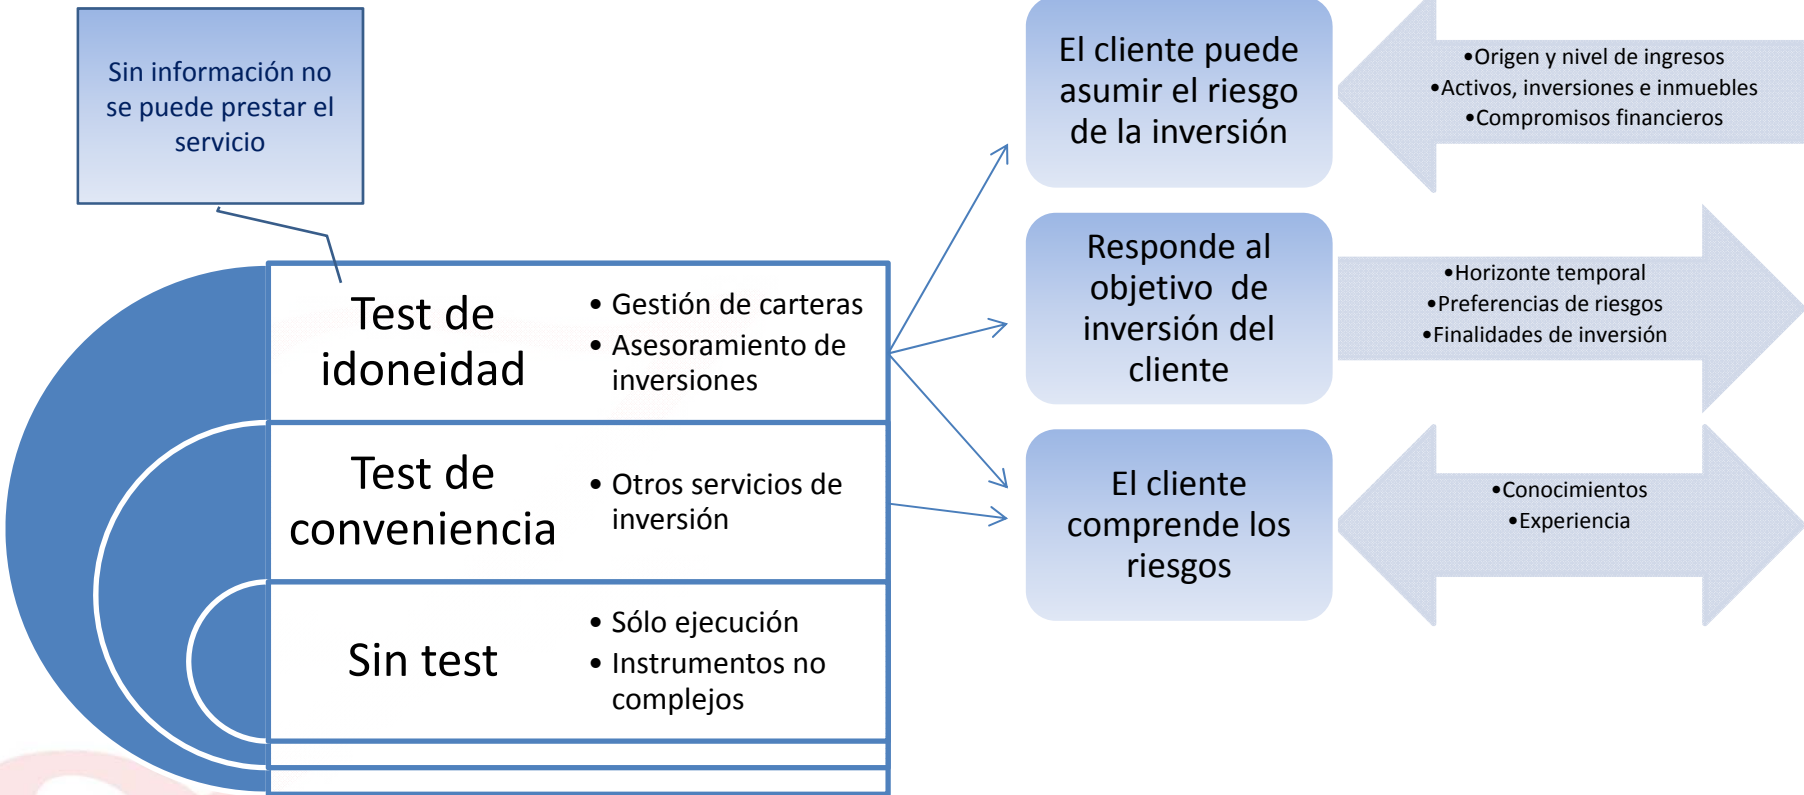 Sin información no
se puede prestar el
servicio
Test de
idoneidad
• Gestión de carteras
• Asesoramiento de
inversiones
Test de
conveniencia
• Otros servicios de
inversión
Sin test
• Sólo ejecución
• Instrumentos no
complejos
El cliente puede
asumir el riesgo
de la inversión
•Origen y nivel de ingresos
•Activos, inversiones e inmuebles
•Compromisos financieros
Responde al
objetivo de
inversión del
cliente
•Horizonte temporal
•Preferencias de riesgos
•Finalidades de inversión
El cliente
comprende los
riesgos
•Conocimientos
•Experiencia